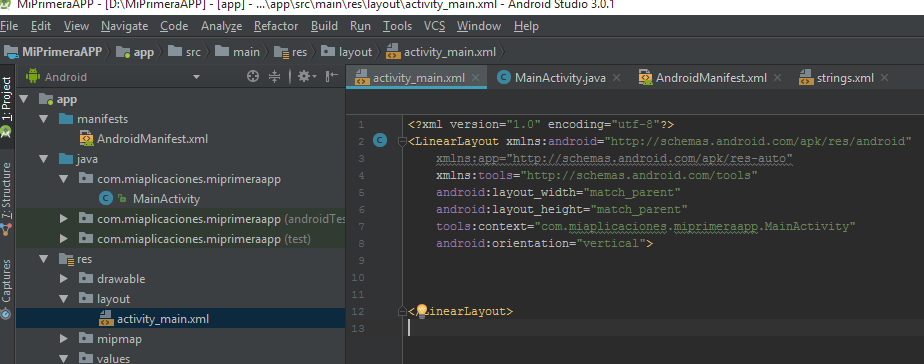 MiPrimeraAPP - [D:\MiPrimeraAPP] - [app] - ...\app\src\main\res\layout\activity_main.xml - Android Studio 3.0.1
File Edit View Navigate Code Analyze Refactor Build Run Tools VCS Window Help
MiPrimeraAPP app src main res layout activity_main.xml
1: Project
7: Structure
Captures
Android
app
manifests
AndroidManifest.xml
java
com.miaplicaciones.miprimeraapp
MainActivity
com.miaplicaciones.miprimeraapp (androidTes
com.miaplicaciones.miprimeraapp (test)
res
drawable
layout
activity_main.xml
mipmap
values
activity_main.xml MainActivity.java AndroidManifest.xml strings.xml
1 <?xml version="1.0" encoding="utf-8"?>
2 <LinearLayout xmlns:android="http://schemas.android.com/apk/res/android"
3 xmlns:app="http://schemas.android.com/apk/res-auto"
4 xmlns:tools="http://schemas.android.com/tools"
5 android:layout_width="match_parent"
6 android:layout_height="match_parent"
7 tools:context="com.miaplicaciones.miprimeraapp.MainActivity"
8 android:orientation="vertical">
9
10
11
12 </LinearLayout>
13